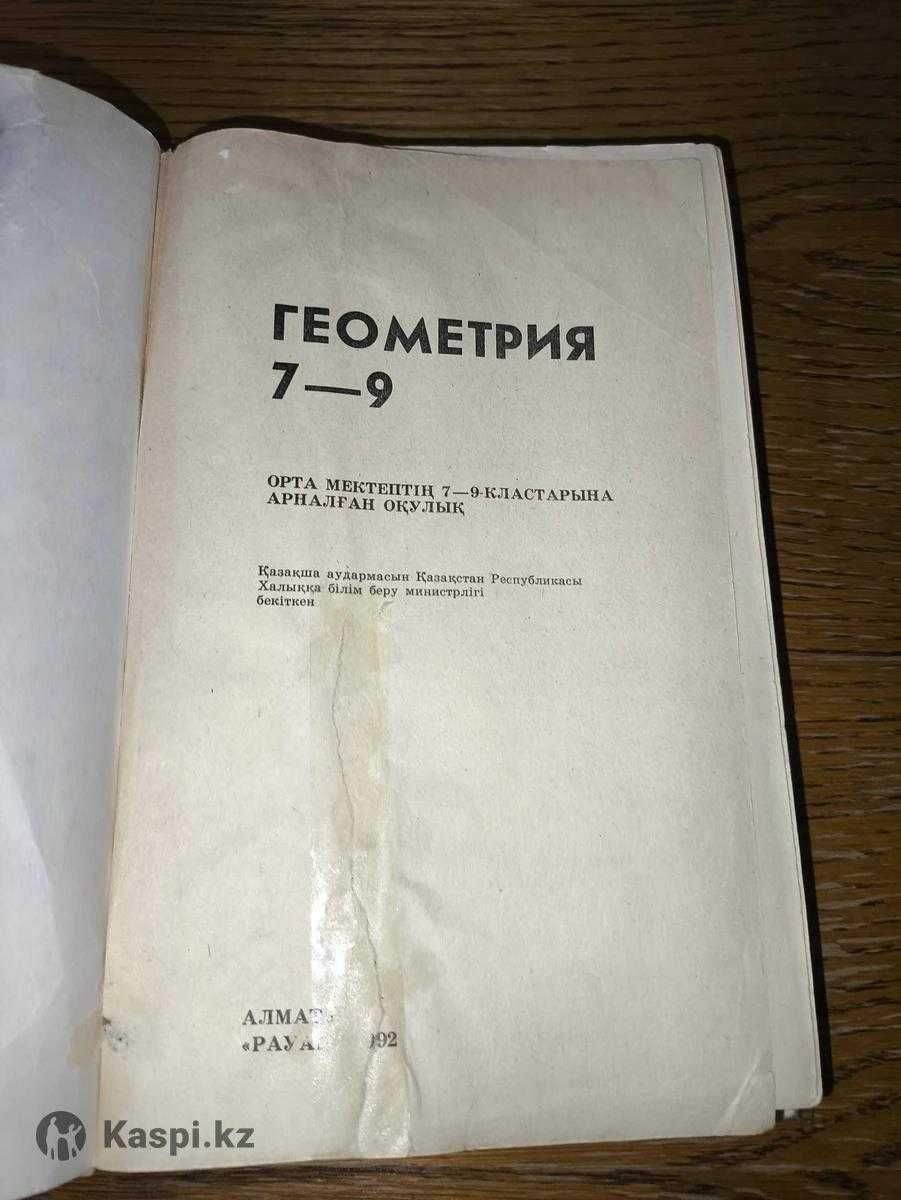 ГЕОМЕТРИЯ
7—9
ОРТА МЕКТЕПТІҢ 7—9-КЛАСТАРЫНА
АРНАЛҒАН ОҚУЛЫҚ
Қазақша аудармасын Қазақстан Республикасы
Халыққа білім беру министрлігі
бекіткен
Kaspi.kz